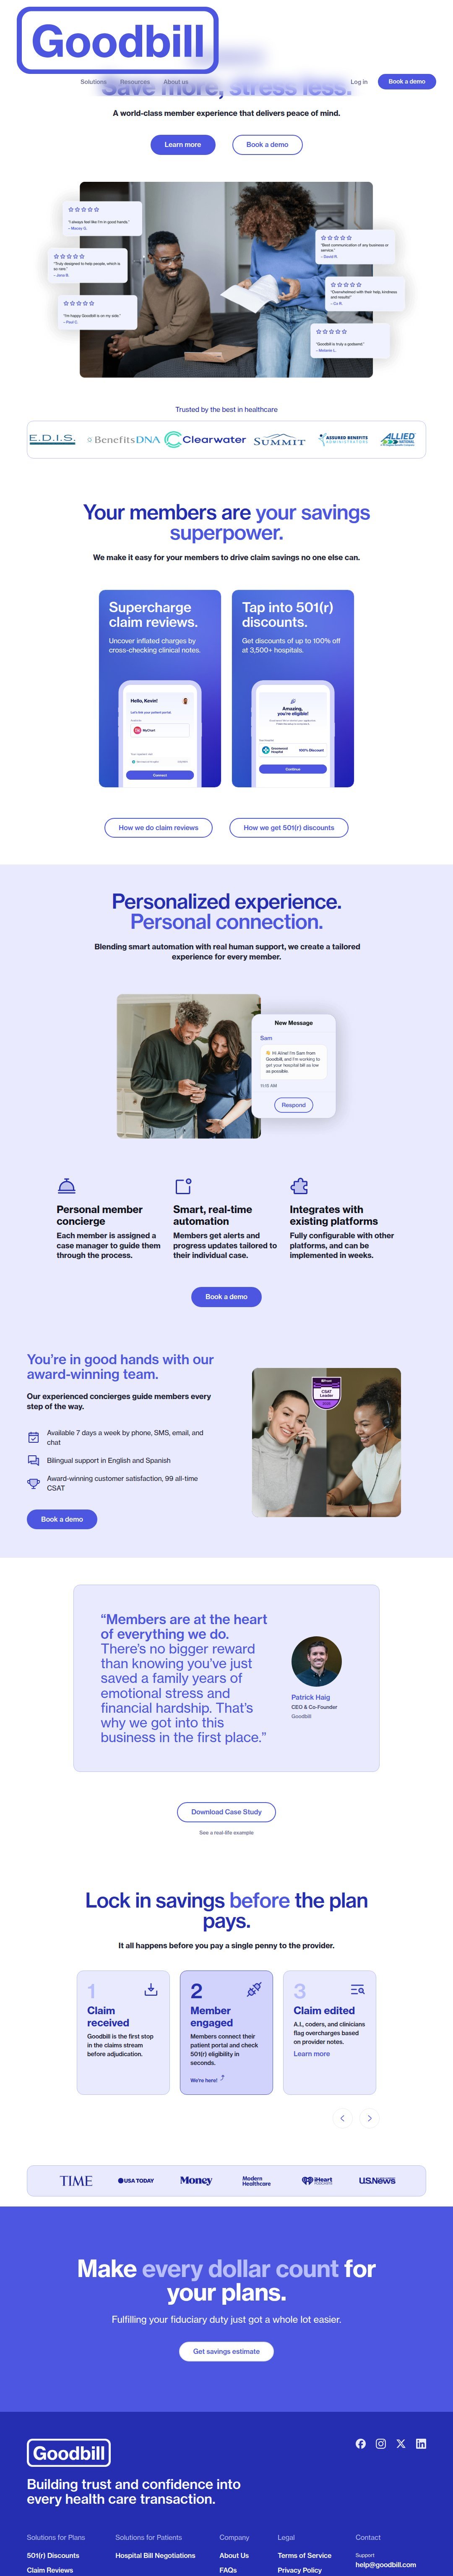 Goodbill
Solutions
Resources
About us
Log in
Book a demo
Save more, stress less.
A world-class member experience that delivers peace of mind.
Learn more
Book a demo
"I always feel like I'm in good hands."
– Marcy G.
"Truly designed to help people, which is
so rare."
– Jana B.
"I'm happy Goodbill is on my side."
– Paul C.
"Best communication of any business or
service."
– David R.
"Overwhelmed with their help, kindness
and results!"
– Co R.
"Goodbill is truly a godsend."
– Melanie L.
Trusted by the best in healthcare
E.D.I.S.
BenefitsDNA
Clearwater
SUMMIT
ASSURED BENEFITS
ADMINISTRATORS
ALLIED
NATIONAL
Your members are your savings
superpower.
We make it easy for your members to drive claim savings no one else can.
Supercharge
claim reviews.
Uncover inflated charges by
cross-checking clinical notes.
Hello, Kevin!
Let's link your patient portal
MyChart
Connect
Tap into 501(r)
discounts.
Get discounts of up to 100% off
at 3,500+ hospitals.
Amazing,
you're eligible!
Hospital
100% Discount
Continue
How we do claim reviews
How we get 501(r) discounts
Personalized experience.
Personal connection.
Blending smart automation with real human support, we create a tailored
experience for every member.
New Message
Sam
Hi Aline! I'm Sam from
Goodbill, and I'm working to
get your hospital bill as low
as possible.
11:15 AM
Respond
Personal member
concierge
Each member is assigned a
case manager to guide them
through the process.
Smart, real-time
automation
Members get alerts and
progress updates tailored to
their individual case.
Integrates with
existing platforms
Fully configurable with other
platforms, and can be
implemented in weeks.
Book a demo
You're in good hands with our
award-winning team.
Our experienced concierges guide members every
step of the way.
Available 7 days a week by phone, SMS, email, and
chat
Bilingual support in English and Spanish
Award-winning customer satisfaction, 99 all-time
CSAT
Book a demo
CSAT
Leader
“Members are at the heart
of everything we do.
There’s no bigger reward
than knowing you’ve just
saved a family years of
emotional stress and
financial hardship. That’s
why we got into this
business in the first place.”
Patrick Haig
CEO & Co-Founder
Goodbill
Download Case Study
See a real-life example
Lock in savings before the plan
pays.
It all happens before you pay a single penny to the provider.
1
Claim
received
Goodbill is the first stop
in the claims stream
before adjudication.
2
Member
engaged
Members connect their
patient portal and check
501(r) eligibility in
seconds.
We're here!
3
Claim edited
A.I., coders, and clinicians
flag overcharges based
on provider notes.
Learn more
TIME
USA TODAY
Money
Modern
Healthcare
iHeart
U.S.News
Make every dollar count for
your plans.
Fulfilling your fiduciary duty just got a whole lot easier.
Get savings estimate
Goodbill
Building trust and confidence into
every health care transaction.
Solutions for Plans
Solutions for Patients
Company
Legal
Contact
501(r) Discounts
Hospital Bill Negotiations
About Us
Terms of Service
Support
help@goodbill.com
Claim Reviews
FAQs
Privacy Policy